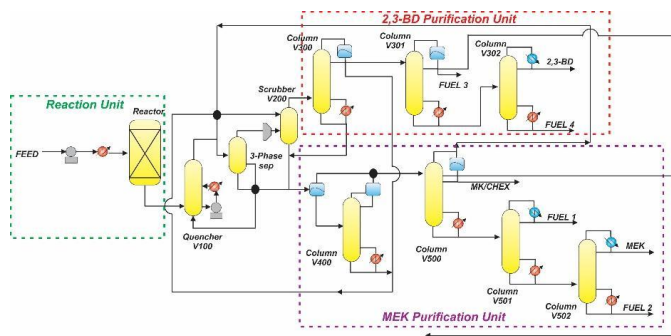 2,3-BD Purification Unit
Column
V300
Column
V301
Column
V302
2,3-BD
FUEL 3
FUEL 4
Scrubber
V200
Reaction Unit
Reactor
FEED
3-Phase
sep
Quencher
V100
MK/CHEX
Column
V400
Column
V500
FUEL 1
Column
V501
MEK
Column
V502
FUEL 2
MEK Purification Unit